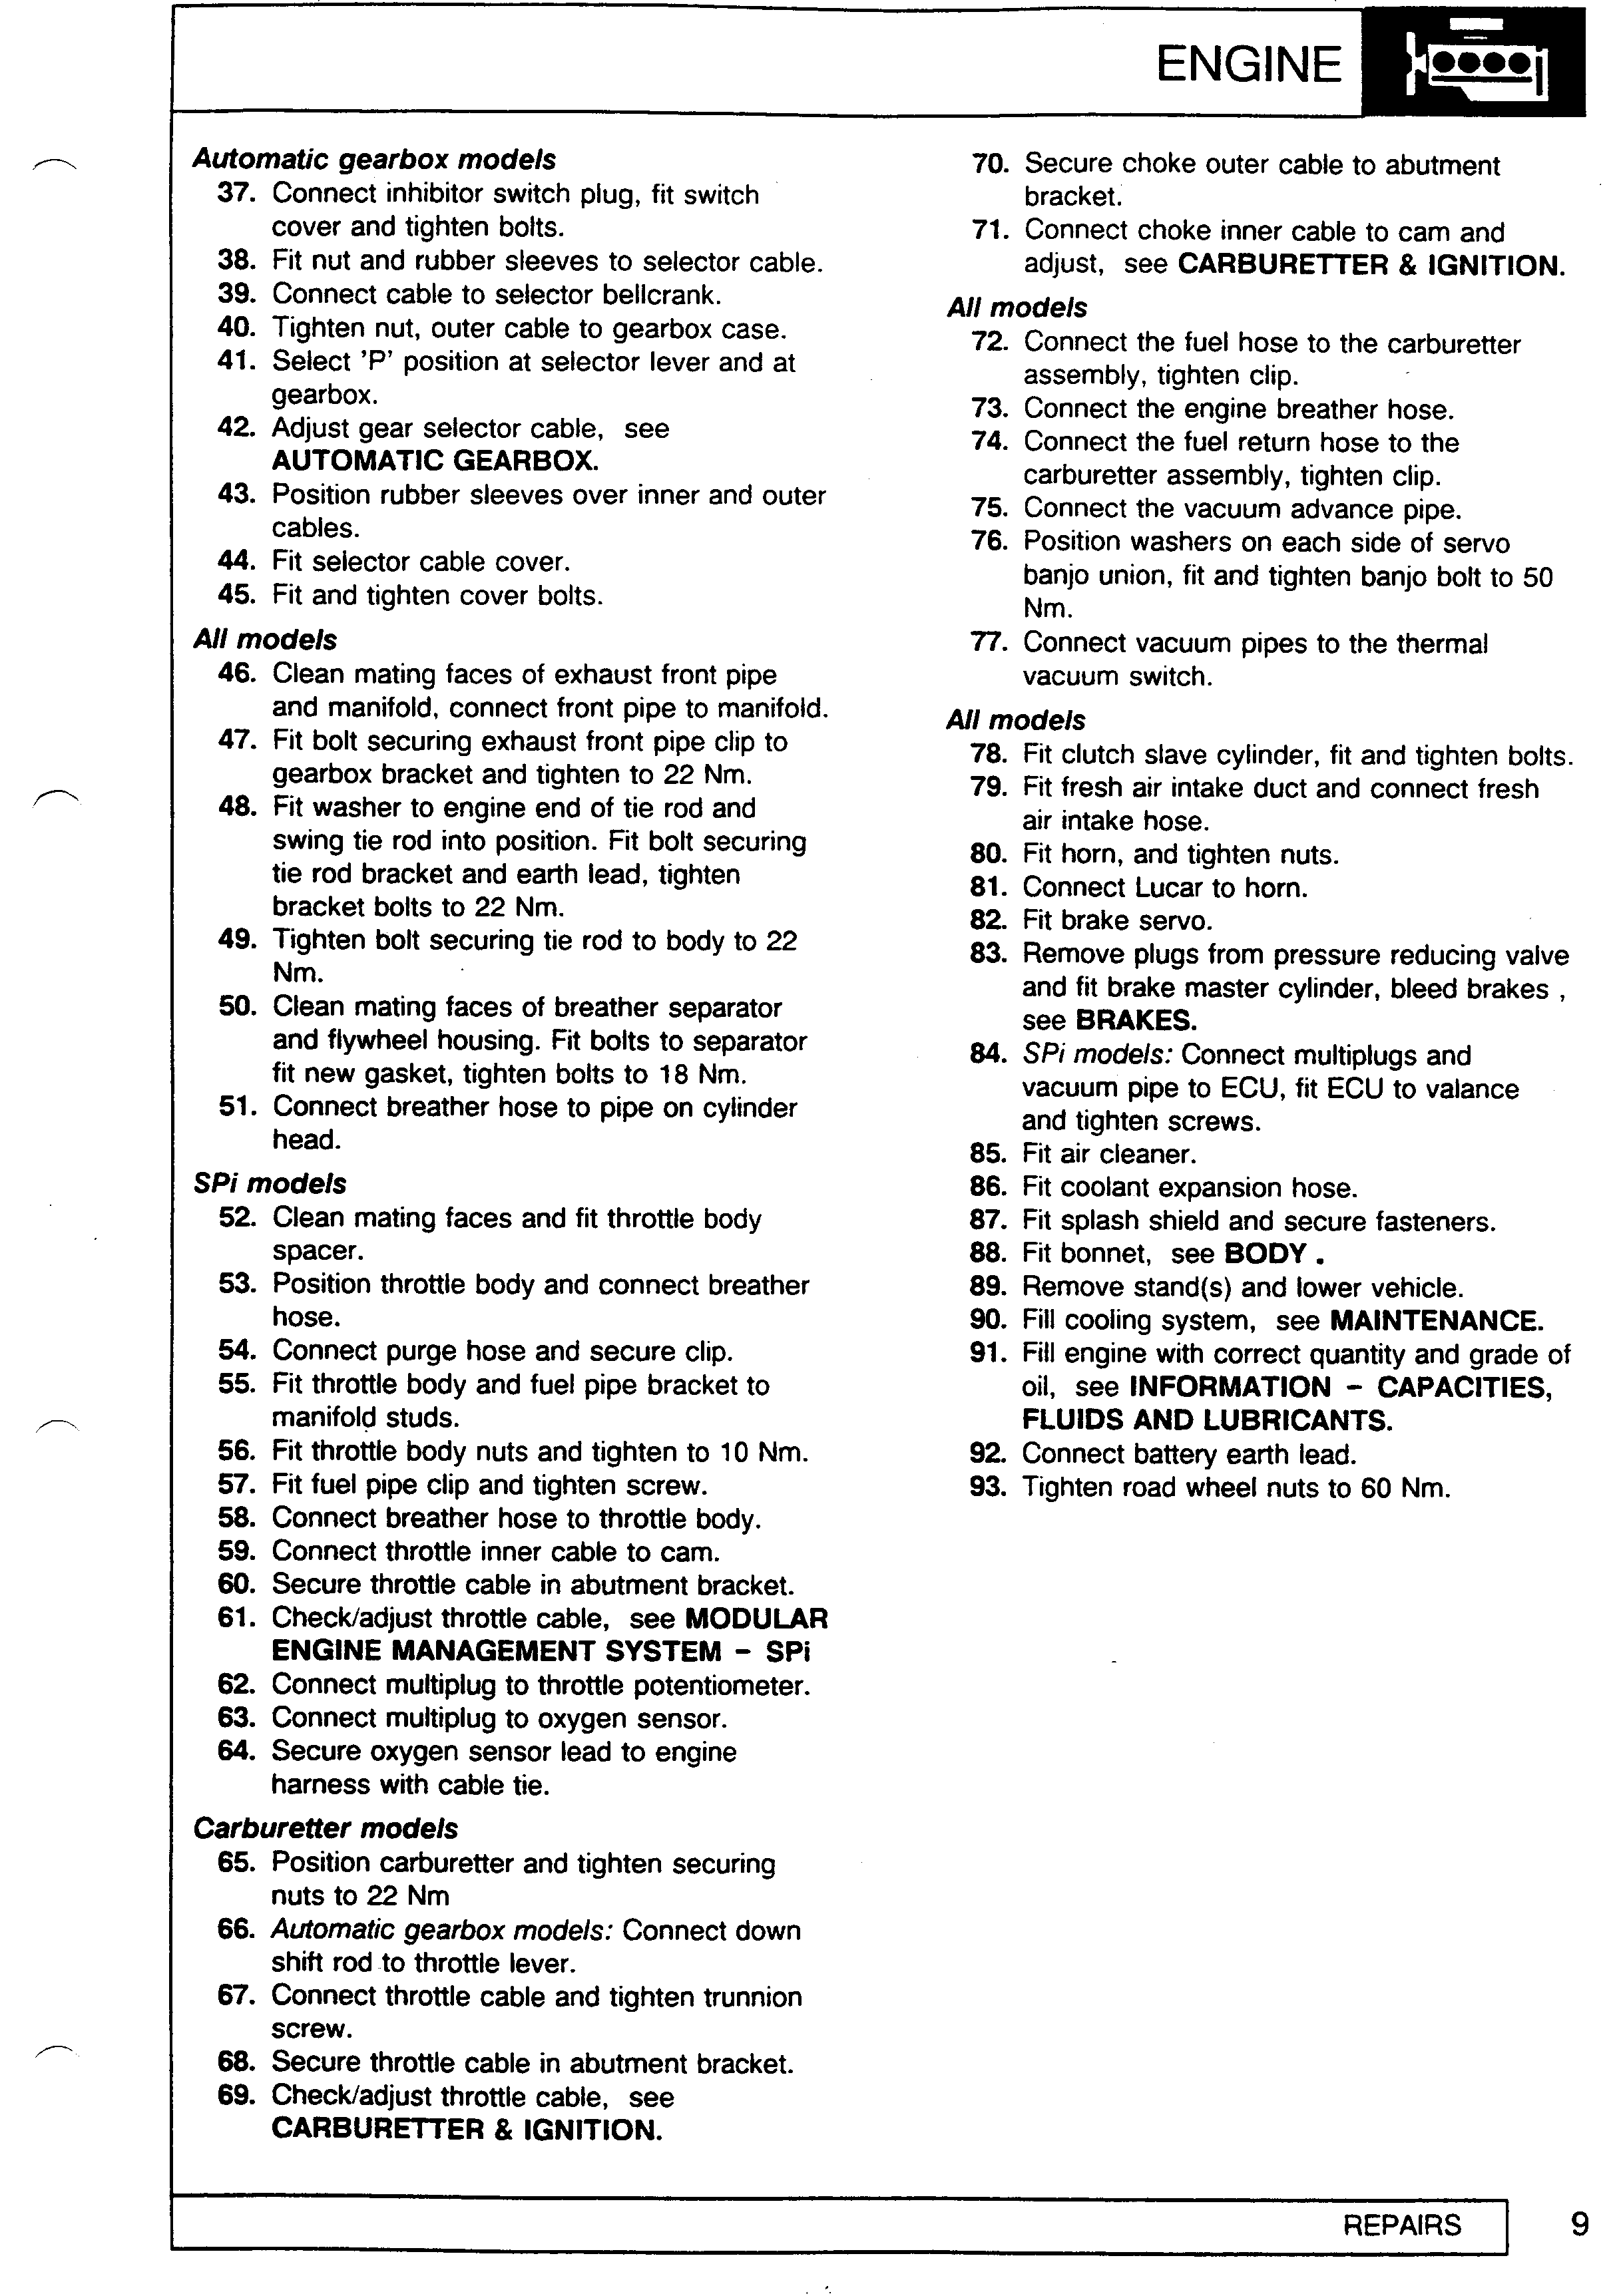 ENGINE
Automatic gearbox models
37. Connect inhibitor switch plug, fit switch
cover and tighten bolts.
38. Fit nut and rubber sleeves to selector cable.
39. Connect cable to selector bellcrank.
40. Tighten nut, outer cable to gearbox case.
41. Select 'P' position at selector lever and at
gearbox.
42. Adjust gear selector cable, see
AUTOMATIC GEARBOX.
43. Position rubber sleeves over inner and outer
cables.
44. Fit selector cable cover.
45. Fit and tighten cover bolts.
All models
46. Clean mating faces of exhaust front pipe
and manifold, connect front pipe to manifold.
47. Fit bolt securing exhaust front pipe clip to
gearbox bracket and tighten to 22 Nm.
48. Fit washer to engine end of tie rod and
swing tie rod into position. Fit bolt securing
tie rod bracket and earth lead, tighten
bracket bolts to 22 Nm.
49. Tighten bolt securing tie rod to body to 22
Nm.
50. Clean mating faces of breather separator
and flywheel housing. Fit bolts to separator
fit new gasket, tighten bolts to 18 Nm.
51. Connect breather hose to pipe on cylinder
head.
SPi models
52. Clean mating faces and fit throttle body
spacer.
53. Position throttle body and connect breather
hose.
54. Connect purge hose and secure clip.
55. Fit throttle body and fuel pipe bracket to
manifold studs.
56. Fit throttle body nuts and tighten to 10 Nm.
57. Fit fuel pipe clip and tighten screw.
58. Connect breather hose to throttle body.
59. Connect throttle inner cable to cam.
60. Secure throttle cable in abutment bracket.
61. Check/adjust throttle cable, see MODULAR
ENGINE MANAGEMENT SYSTEM - SPi
62. Connect multiplug to throttle potentiometer.
63. Connect multiplug to oxygen sensor.
64. Secure oxygen sensor lead to engine
harness with cable tie.
Carburetter models
65. Position carburetter and tighten securing
nuts to 22 Nm
66. Automatic gearbox models: Connect down
shift rod to throttle lever.
67. Connect throttle cable and tighten trunnion
screw.
68. Secure throttle cable in abutment bracket.
69. Check/adjust throttle cable, see
CARBURETTER & IGNITION.
70. Secure choke outer cable to abutment
bracket.
71. Connect choke inner cable to cam and
adjust, see CARBURETTER & IGNITION.
All models
72. Connect the fuel hose to the carburetter
assembly, tighten clip.
73. Connect the engine breather hose.
74. Connect the fuel return hose to the
carburetter assembly, tighten clip.
75. Connect the vacuum advance pipe.
76. Position washers on each side of servo
banjo union, fit and tighten banjo bolt to 50
Nm.
77. Connect vacuum pipes to the thermal
vacuum switch.
All models
78. Fit clutch slave cylinder, fit and tighten bolts.
79. Fit fresh air intake duct and connect fresh
air intake hose.
80. Fit horn, and tighten nuts.
81. Connect Lucar to horn.
82. Fit brake servo.
83. Remove plugs from pressure reducing valve
and fit brake master cylinder, bleed brakes ,
see BRAKES.
84. SPi models: Connect multiplugs and
vacuum pipe to ECU, fit ECU to valance
and tighten screws.
85. Fit air cleaner.
86. Fit coolant expansion hose.
87. Fit splash shield and secure fasteners.
88. Fit bonnet, see BODY .
89. Remove stand(s) and lower vehicle.
90. Fill cooling system, see MAINTENANCE.
91. Fill engine with correct quantity and grade of
oil, see INFORMATION - CAPACITIES,
FLUIDS AND LUBRICANTS.
92. Connect battery earth lead.
93. Tighten road wheel nuts to 60 Nm.
REPAIRS
9